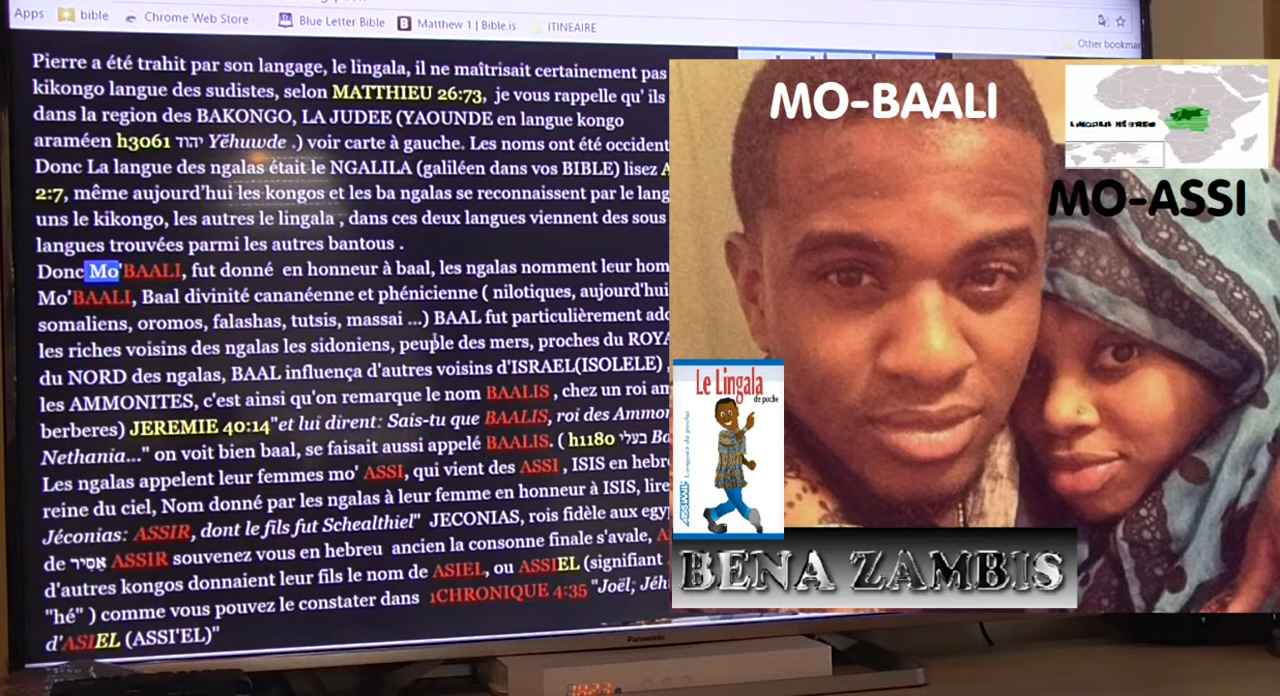 Apps bible Chrome Web Store Blue Letter Bible Matthew 1 | Bible.is ITINEAIRE
Other bookmar
Pierre a été trahit par son langage, le lingala, il ne maîtrisait certainement pas
kikongo langue des sudistes, selon MATTHIEU 26:73, je vous rappelle qu' ils
dans la region des BAKONGO, LA JUDEE (YAOUNDE en langue kongo
araméen h3061 יהוד Yëhuwde .) voir carte à gauche. Les noms ont été occident
Donc La langue des ngalas était le NGALILA (galiléen dans vos BIBLE) lisez A
2:7, même aujourd'hui les kongos et les ba ngalas se reconnaissent par le lang
uns le kikongo, les autres le lingala , dans ces deux langues viennent des sous
langues trouvées parmi les autres bantous .
Donc Mo'BAALI, fut donné en honneur à baal, les ngalas nomment leur hom
Mo'BAALI, Baal divinité cananéenne et phénicienne ( nilotiques, aujourd'hui
somaliens, oromos, falashas, tutsis, massai ...) BAAL fut particulièrement ado
les riches voisins des ngalas les sidoniens, peuple des mers, proches du ROYA
du NORD des ngalas, BAAL influença d'autres voisins d'ISRAEL(ISOLELE) ,
les AMMONITES, c'est ainsi qu'on remarque le nom BAALIS , chez un roi am
berberes) JEREMIE 40:14"et lui dirent: Sais-tu que BAALIS, roi des Ammon
Nethania..." on voit bien baal, se faisait aussi appelé BAALIS. ( h1180 בעלי Ba
Les ngalas appelent leur femmes mo' ASSI, qui vient des ASSI , ISIS en hebre
reine du ciel, Nom donné par les ngalas à leur femme en honneur à ISIS, lire
Jéconias: ASSIR, dont le fils fut Schealthiel" JECONIAS, rois fidèle aux egy
de אסיר ASSIR souvenez vous en hebreu ancien la consonne finale s'avale, A
d'autres kongos donnaient leur fils le nom de ASIEL, ou ASSIEL (signifiant
"hé" ) comme vous pouvez le constater dans 1CHRONIQUE 4:35 "Joël; Jéh
d'ASIEL (ASSI'EL)"
MO-BAALI
LINGALA HÉBREO
MO-ASSI
Le Lingala
de poche
ASSIMIL Langues de poche
BENA ZAMBIS
Panasonic
18:23